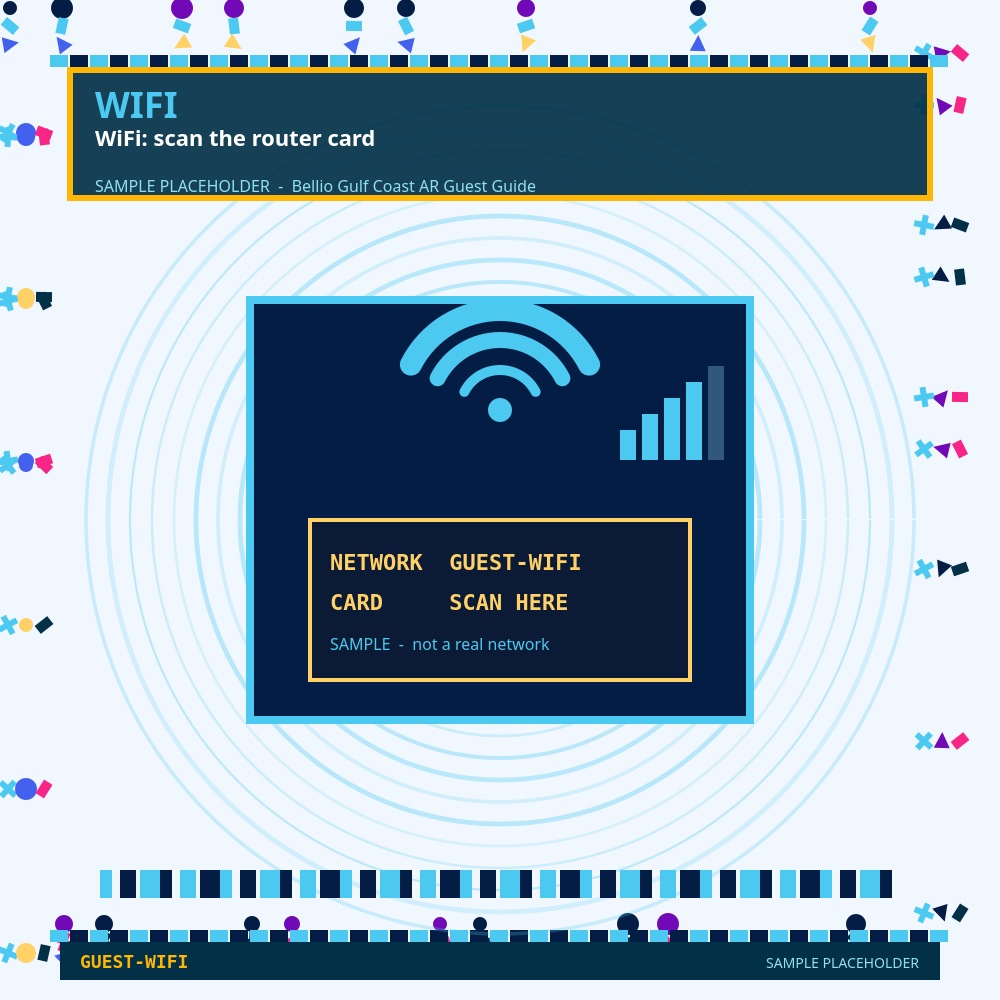 WIFI
WiFi: scan the router card
SAMPLE PLACEHOLDER - Bellio Gulf Coast AR Guest Guide
NETWORK GUEST-WIFI
CARD SCAN HERE
SAMPLE - not a real network
GUEST-WIFI
SAMPLE PLACEHOLDER